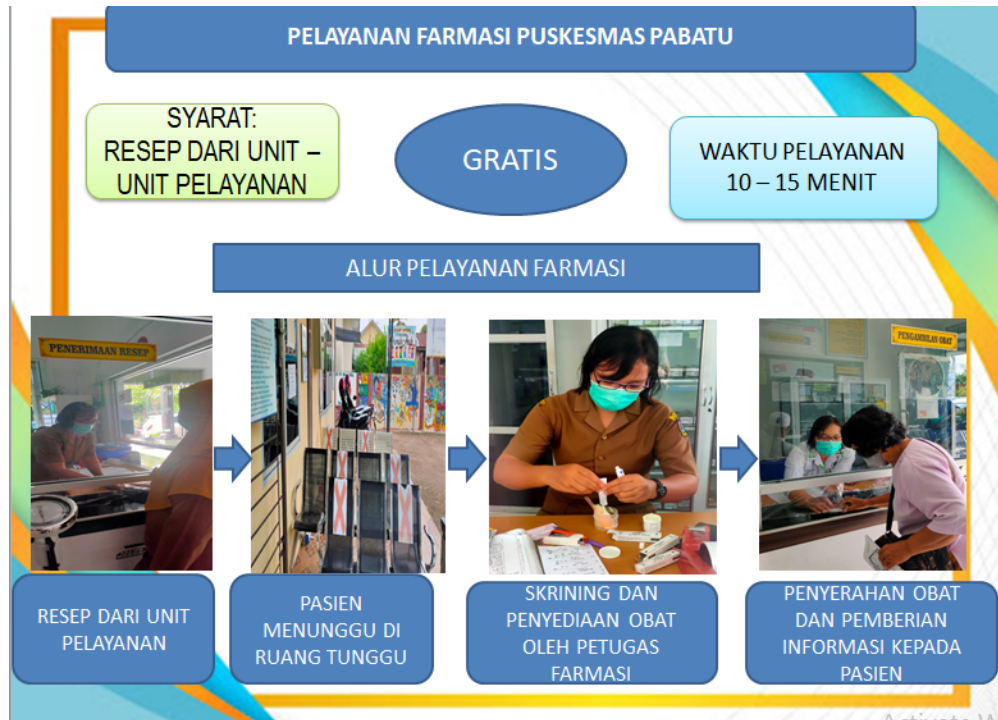 PELAYANAN FARMASI PUSKESMAS PABATU
SYARAT:
RESEP DARI UNIT –
UNIT PELAYANAN
GRATIS
WAKTU PELAYANAN
10 – 15 MENIT
ALUR PELAYANAN FARMASI
PENERIMAAN RESEP
PENGAMBILAN OBAT
RESEP DARI UNIT
PELAYANAN
PASIEN
MENUNGGU DI
RUANG TUNGGU
SKRINING DAN
PENYEDIAAN OBAT
OLEH PETUGAS
FARMASI
PENYERAHAN OBAT
DAN PEMBERIAN
INFORMASI KEPADA
PASIEN